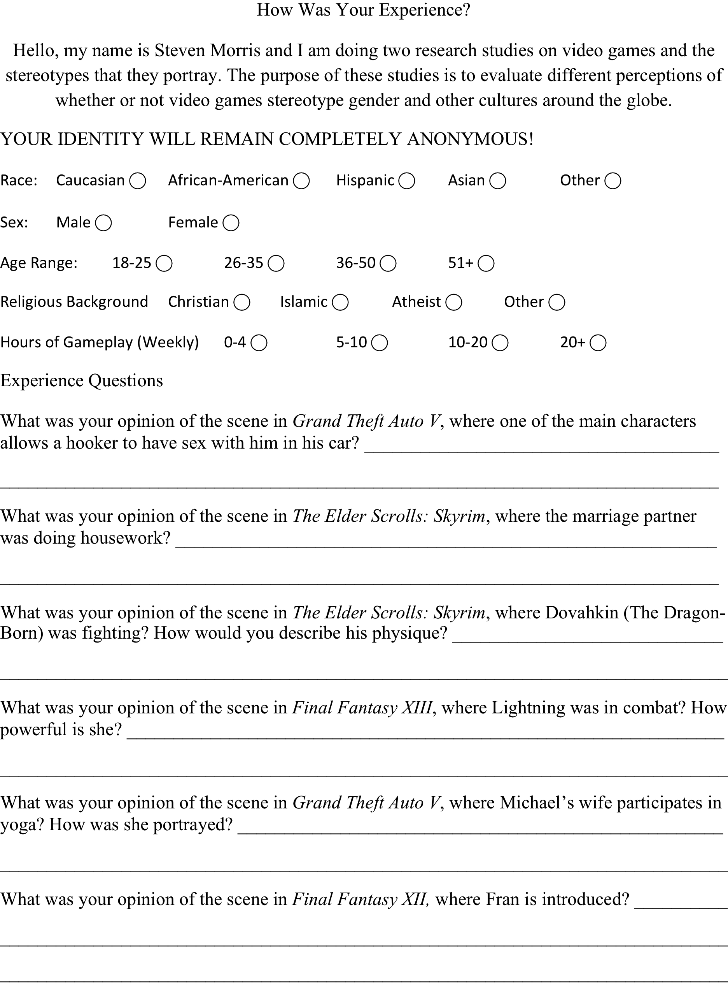 How Was Your Experience?
Hello, my name is Steven Morris and I am doing two research studies on video games and the
stereotypes that they portray. The purpose of these studies is to evaluate different perceptions of
whether or not video games stereotype gender and other cultures around the globe.
YOUR IDENTITY WILL REMAIN COMPLETELY ANONYMOUS!
Race: Caucasian African-American Hispanic Asian Other
Sex: Male Female
Age Range: 18-25 26-35 36-50 51+
Religious Background Christian Islamic Atheist Other
Hours of Gameplay (Weekly) 0-4 5-10 10-20 20+
Experience Questions
What was your opinion of the scene in Grand Theft Auto V, where one of the main characters
allows a hooker to have sex with him in his car?
What was your opinion of the scene in The Elder Scrolls: Skyrim, where the marriage partner
was doing housework?
What was your opinion of the scene in The Elder Scrolls: Skyrim, where Dovahkin (The Dragon-
Born) was fighting? How would you describe his physique?
What was your opinion of the scene in Final Fantasy XIII, where Lightning was in combat? How
powerful is she?
What was your opinion of the scene in Grand Theft Auto V, where Michael’s wife participates in
yoga? How was she portrayed?
What was your opinion of the scene in Final Fantasy XII, where Fran is introduced?